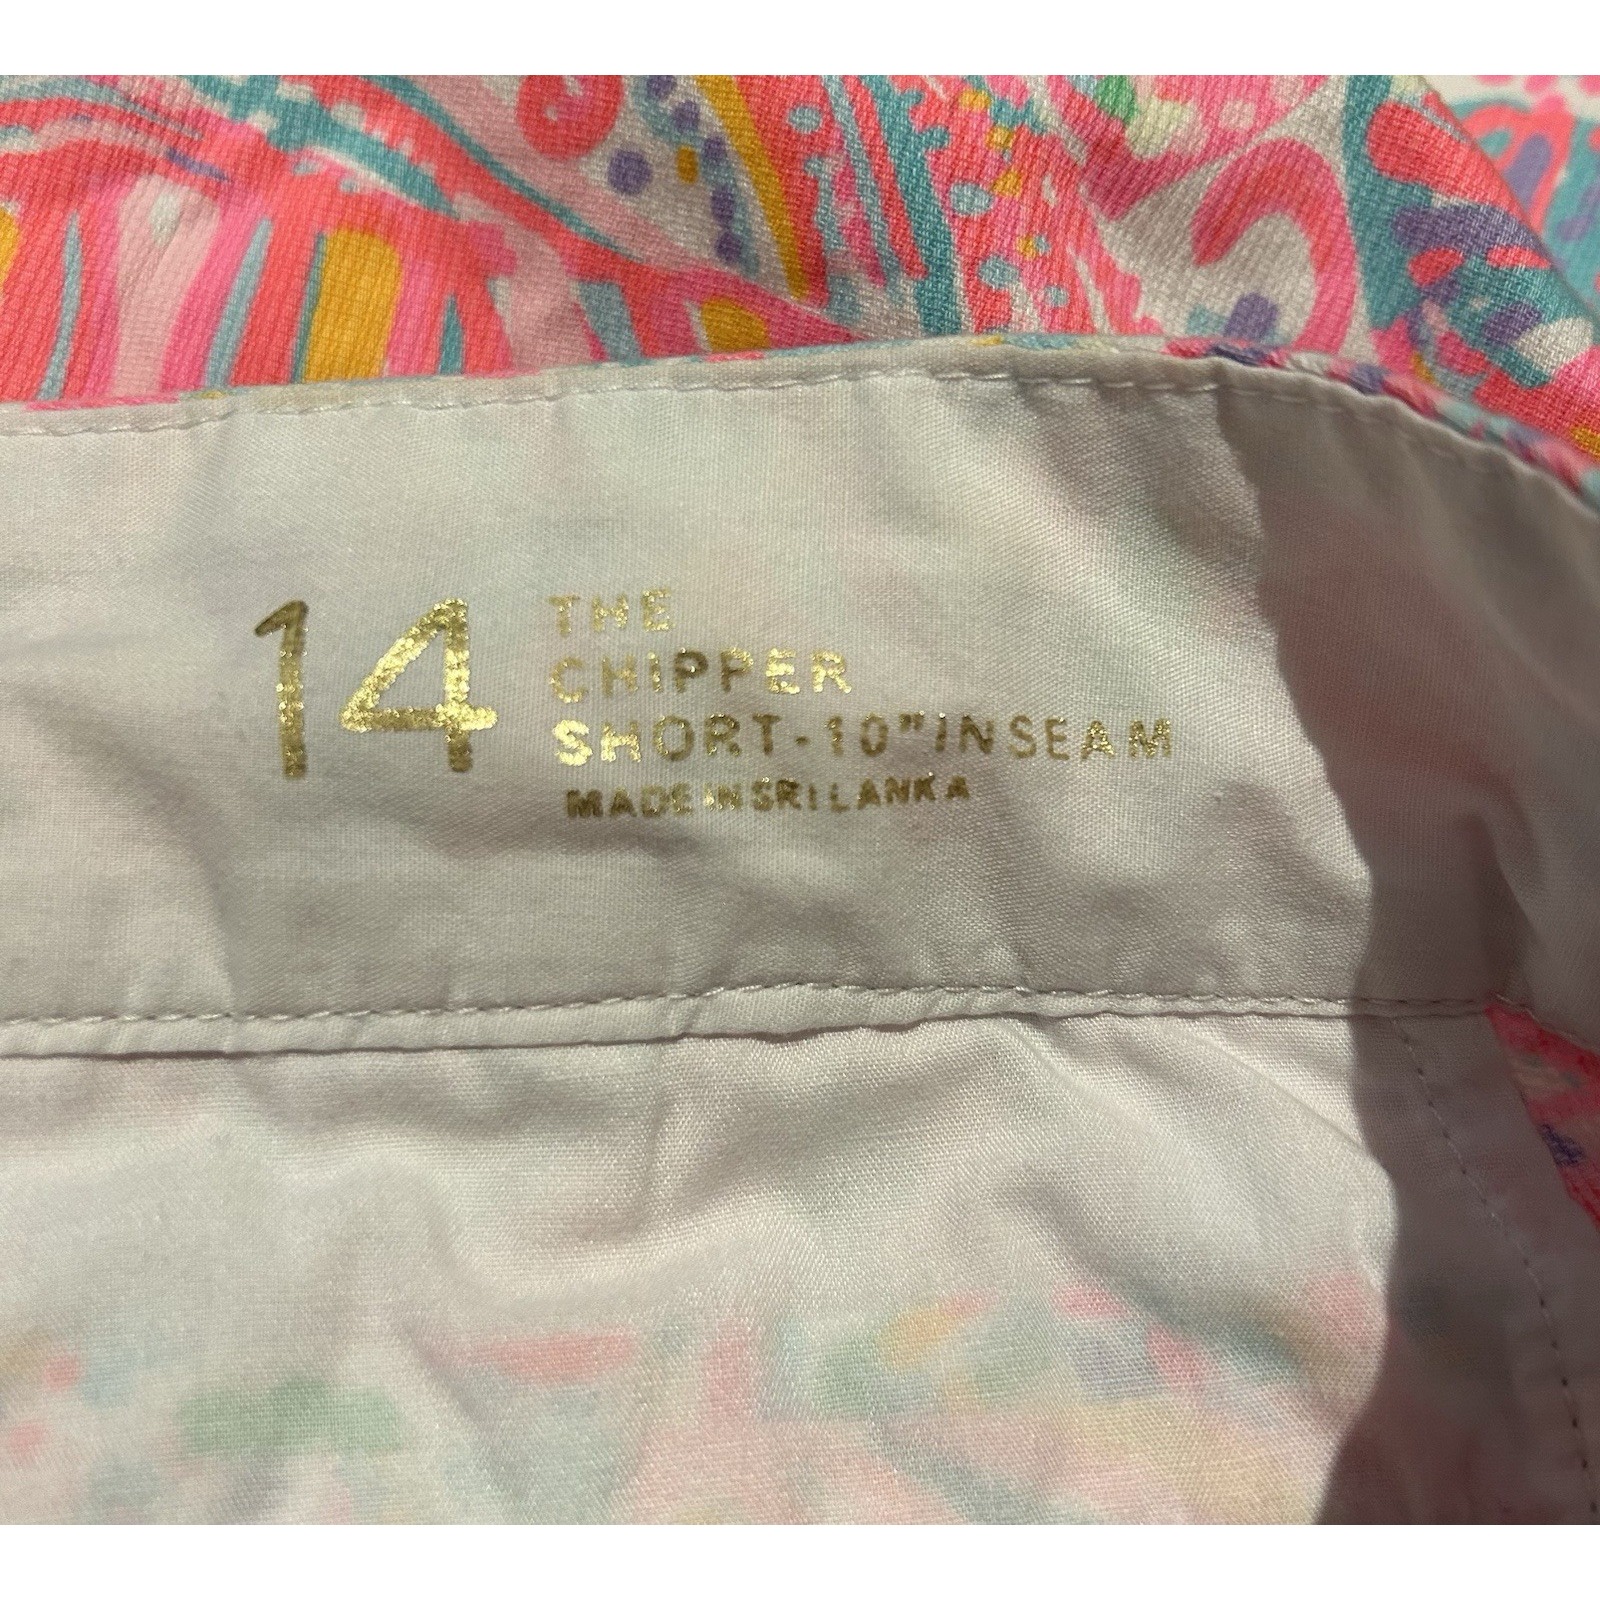 14
THE
CHIPPER
SHORT-10" INSEAM
MADE IN SRI LANKA